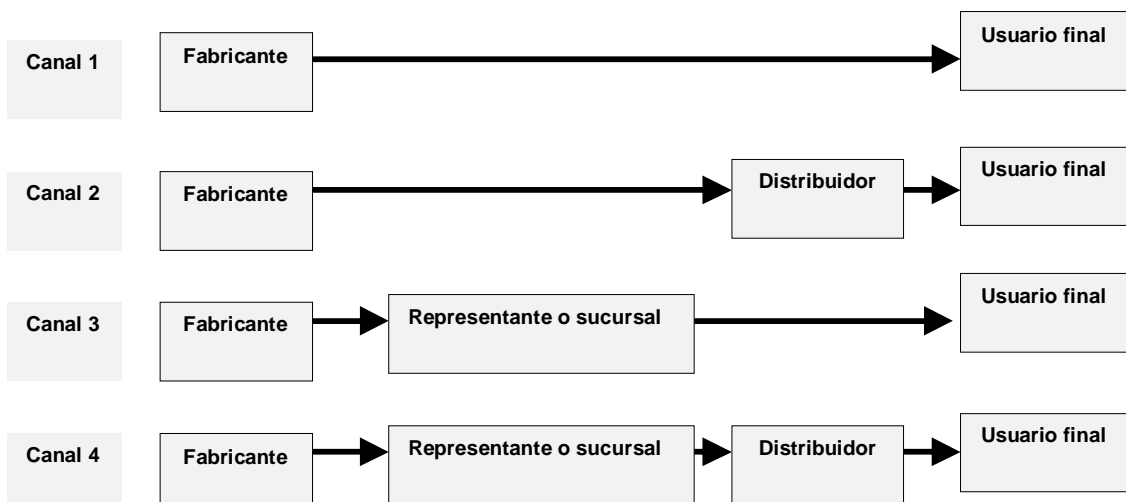 Canal 1
Fabricante
Usuario final
Canal 2
Fabricante
Distribuidor
Usuario final
Canal 3
Fabricante
Representante o sucursal
Usuario final
Canal 4
Fabricante
Representante o sucursal
Distribuidor
Usuario final